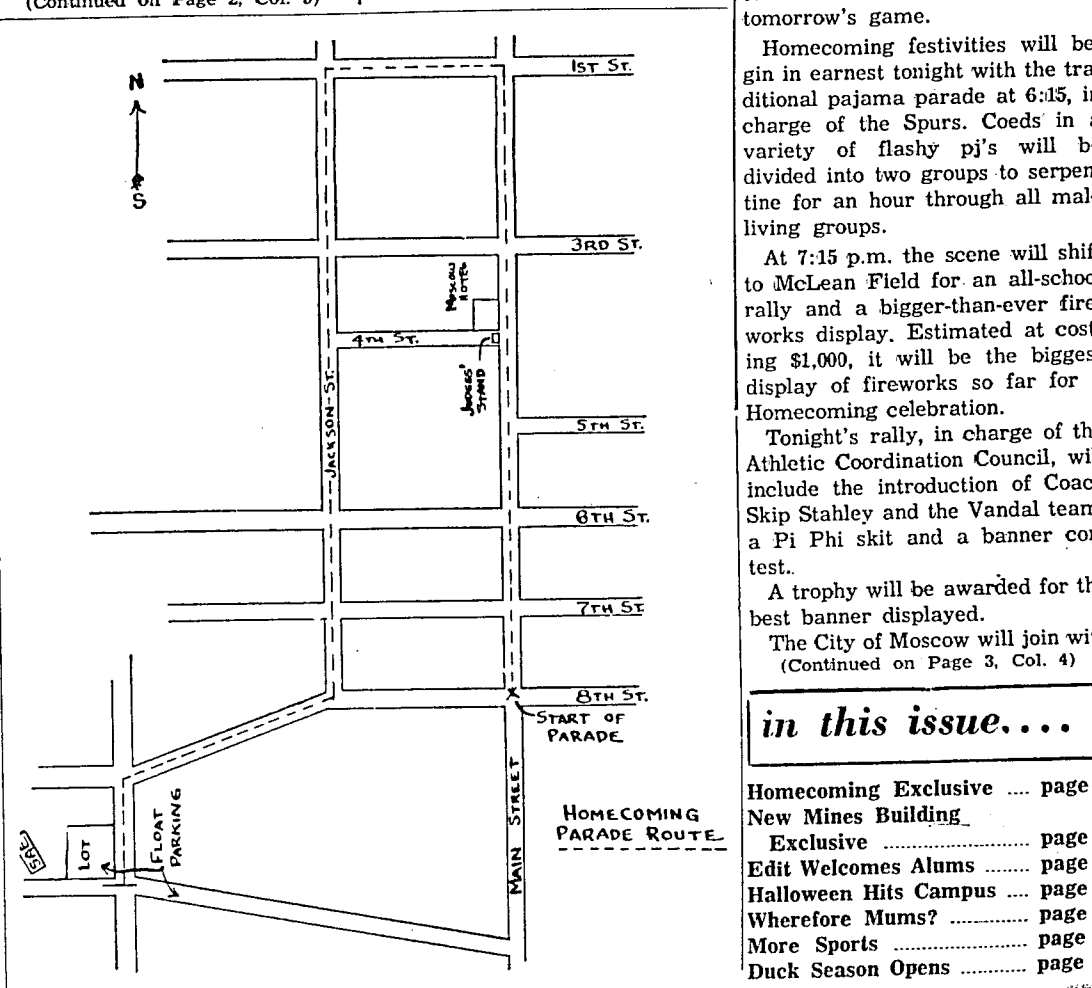 (Continued on Page 2, Col. 3)
N
S
1ST ST.
3RD ST.
MOSCOW
HOTEL
4TH ST.
JUDGES'
STAND
JACKSON ST.
5TH ST.
6TH ST.
7TH ST.
8TH ST.
START OF
PARADE
MAIN STREET
HOMECOMING
PARADE ROUTE
FLOAT
PARKING
LOT
SAE
tomorrow's game.
Homecoming festivities will be-
gin in earnest tonight with the tra-
ditional pajama parade at 6:15, in
charge of the Spurs. Coeds in a
variety of flashy pj's will be
divided into two groups to serpen-
tine for an hour through all male
living groups.
At 7:15 p.m. the scene will shif
to McLean Field for an all-schoo
rally and a bigger-than-ever fire
works display. Estimated at cost
ing $1,000, it will be the bigges
display of fireworks so far for
Homecoming celebration.
Tonight's rally, in charge of th
Athletic Coordination Council, wil
include the introduction of Coac
Skip Stahley and the Vandal team
a Pi Phi skit and a banner con
test..
A trophy will be awarded for th
best banner displayed.
The City of Moscow will join wi
(Continued on Page 3, Col. 4)
in this issue....
Homecoming Exclusive .... page
New Mines Building
Exclusive ............................ page
Edit Welcomes Alums ........ page
Halloween Hits Campus .... page
Wherefore Mums? .............. page
More Sports ........................ page
Duck Season Opens ............ page